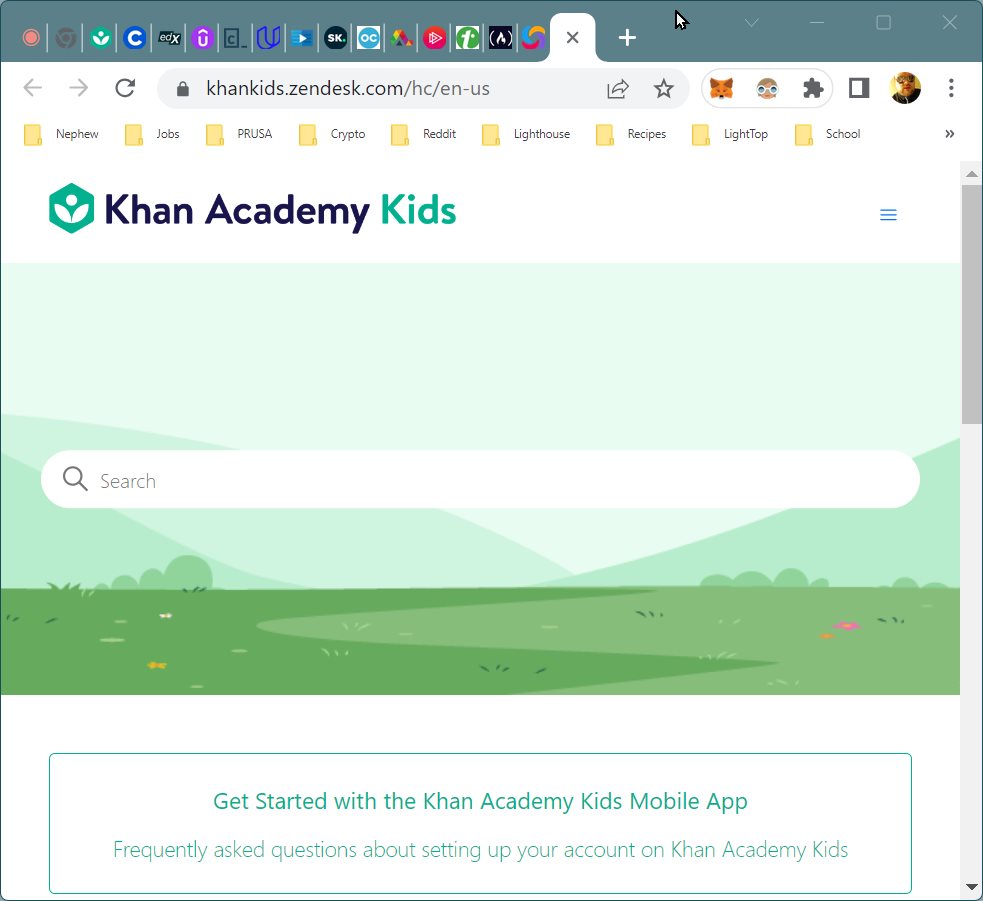 edX
SK.
OC
khankids.zendesk.com/hc/en-us
Nephew Jobs PRUSA Crypto Reddit Lighthouse Recipes LightTop School »
Khan Academy Kids
Search
Get Started with the Khan Academy Kids Mobile App
Frequently asked questions about setting up your account on Khan Academy Kids